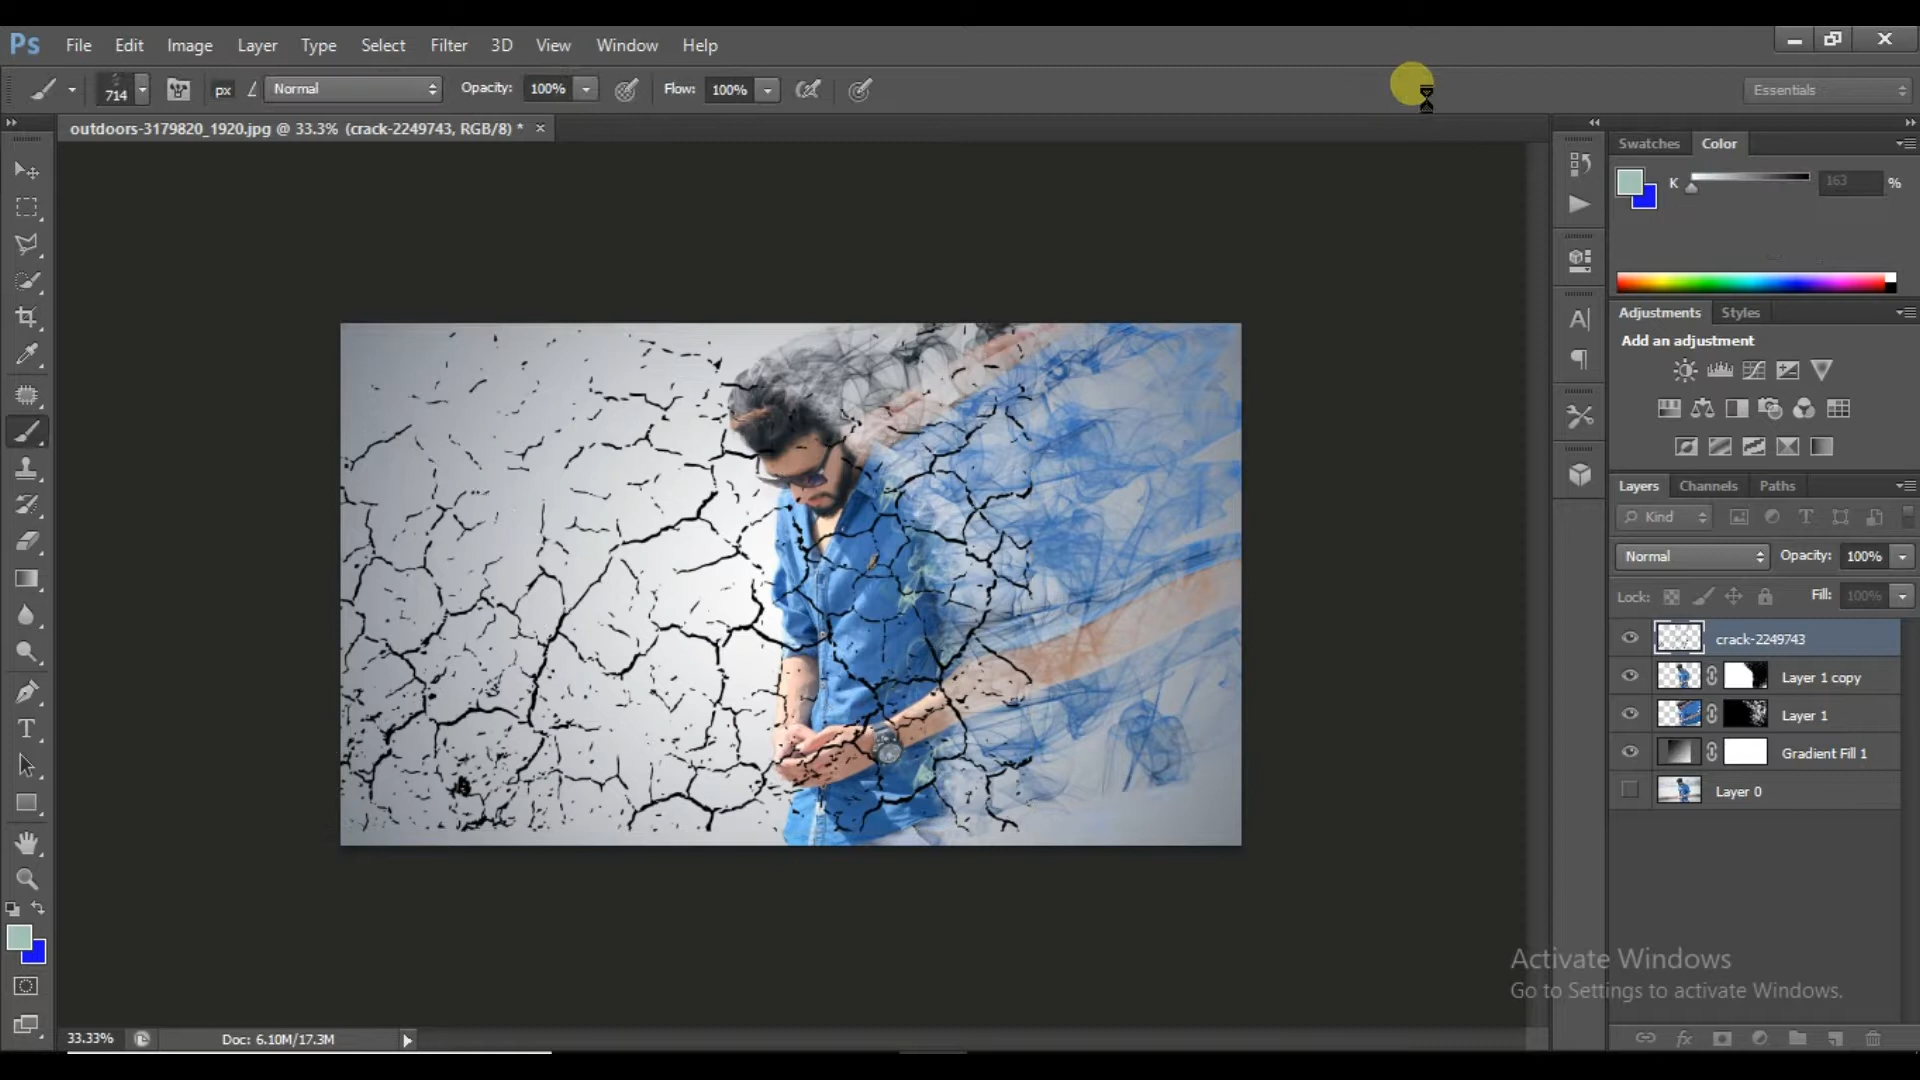 Ps File Edit Image Layer Type Select Filter 3D View Window Help
714 px Normal Opacity: 100% Flow: 100% Essentials
outdoors-3179820_1920.jpg @ 33.3% (crack-2249743, RGB/8) * ×
Swatches Color
K 163 %
Adjustments Styles
Add an adjustment
Layers Channels Paths
Kind
Normal Opacity: 100%
Lock: Fill: 100%
crack-2249743
Layer 1 copy
Layer 1
Gradient Fill 1
Layer 0
Activate Windows
Go to Settings to activate Windows.
33.33% Doc: 6.10M/17.3M